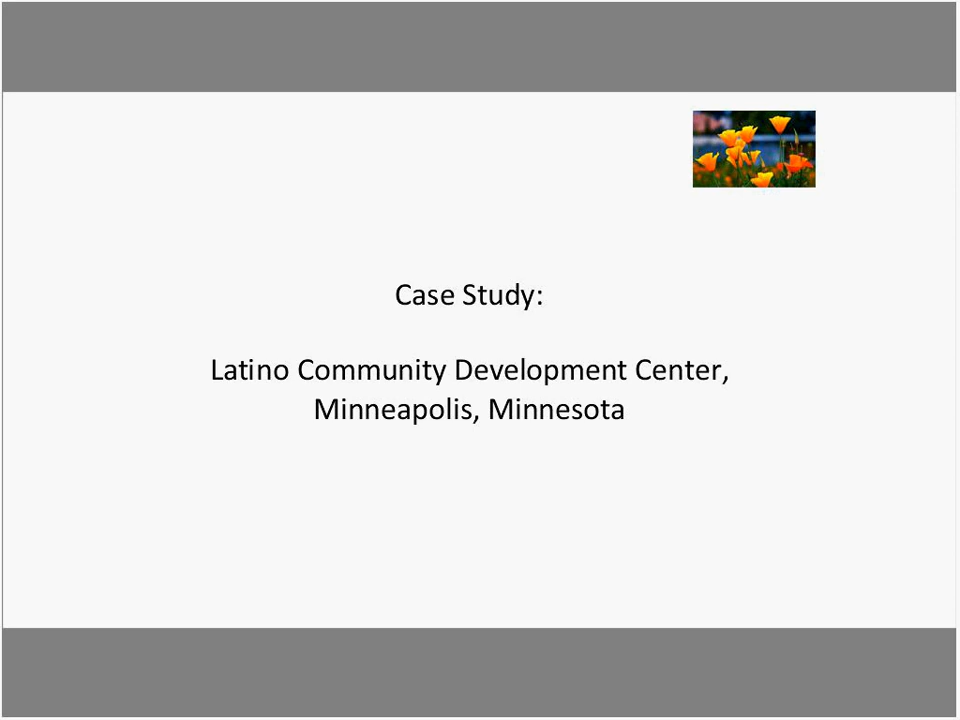 Case Study:
Latino Community Development Center,
Minneapolis, Minnesota